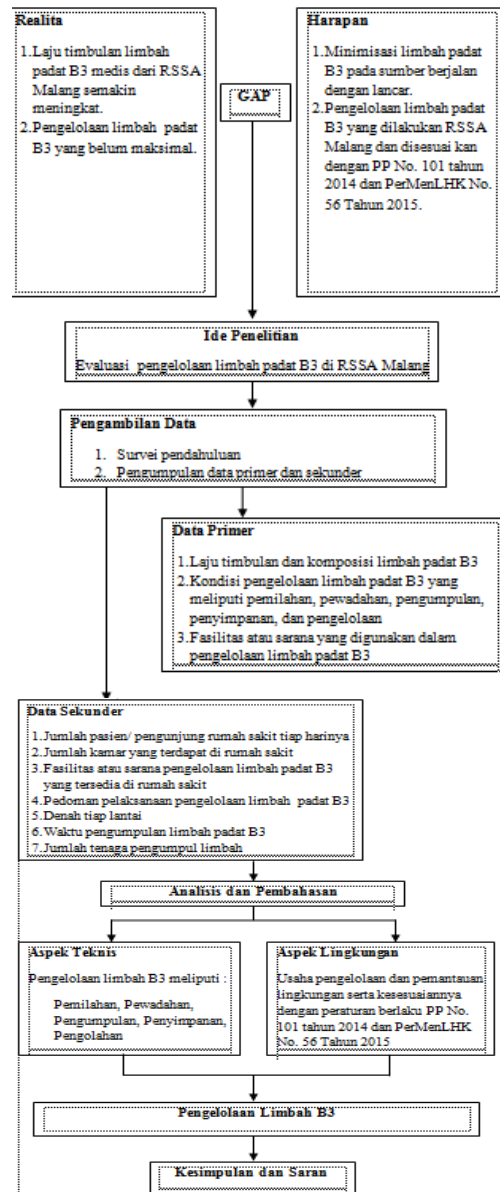 Realita
1.Laju timbulan limbah
padat B3 medis dari RSSA
Malang semakin
meningkat.
2.Pengelolaan limbah padat
B3 yang belum maksimal.
GAP
Harapan
1.Minimisasi limbah padat
B3 pada sumber berjalan
dengan lancar.
2.Pengelolaan limbah padat
B3 yang dilakukan RSSA
Malang dan disesuai kan
dengan PP No. 101 tahun
2014 dan PerMenLHK No.
56 Tahun 2015.
Ide Penelitian
Evaluasi pengelolaan limbah padat B3 di RSSA Malang
Pengambilan Data
1. Survei pendahuluan
2. Pengumpulan data primer dan sekunder
Data Primer
1.Laju timbulan dan komposisi limbah padat B3
2.Kondisi pengelolaan limbah padat B3 yang
meliputi pemilahan, pewadahan, pengumpulan,
penyimpanan, dan pengelolaan
3.Fasilitas atau sarana yang digunakan dalam
pengelolaan limbah padat B3
Data Sekunder
1.Jumlah pasien/ pengunjung rumah sakit tiap harinya
2.Jumlah kamar yang terdapat di rumah sakit
3.Fasilitas atau sarana pengelolaan limbah padat B3
yang tersedia di rumah sakit
4.Pedoman pelaksanaan pengelolaan limbah padat B3
5.Denah tiap lantai
6.Waktu pengumpulan limbah padat B3
7.Jumlah tenaga pengumpul limbah
Analisis dan Pembahasan
Aspek Teknis
Pengelolaan limbah B3 meliputi :
Pemilahan, Pewadahan,
Pengumpulan, Penyimpanan,
Pengolahan
Aspek Lingkungan
Usaha pengelolaan dan pemantauan
lingkungan serta kesesuaiannya
dengan peraturan berlaku PP No.
101 tahun 2014 dan PerMenLHK
No. 56 Tahun 2015
Pengelolaan Limbah B3
Kesimpulan dan Saran